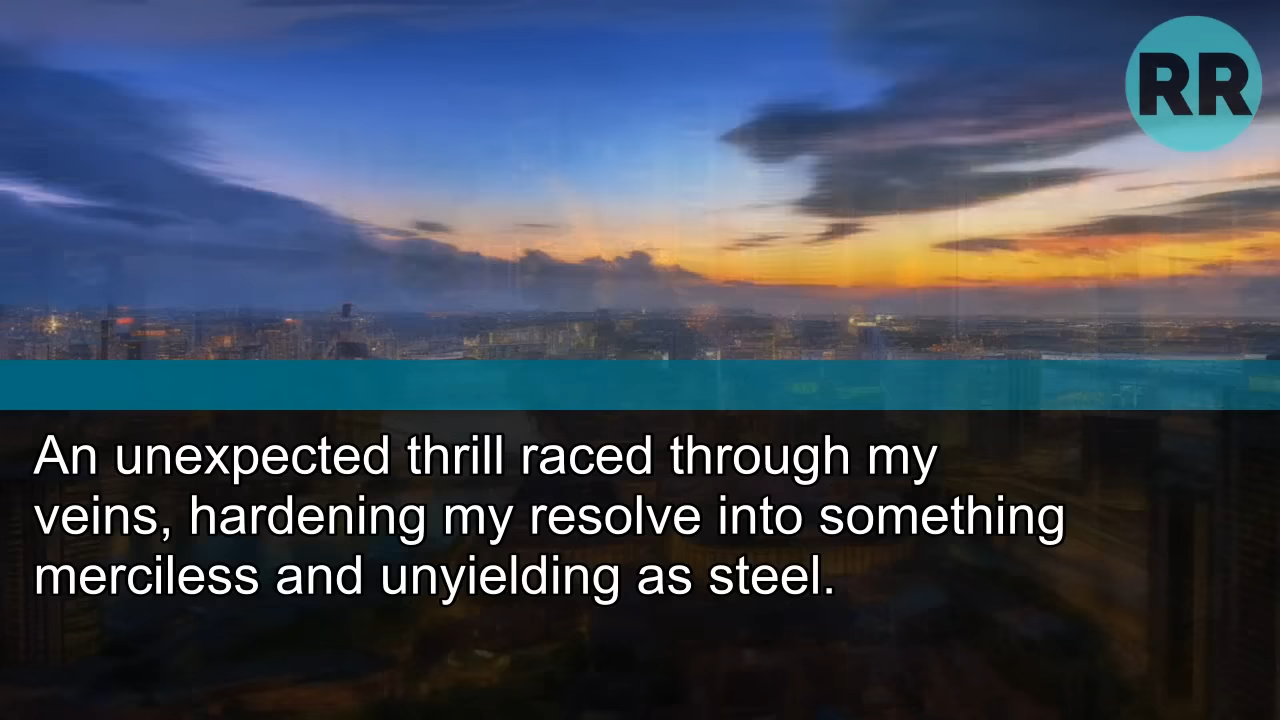 RR
An unexpected thrill raced through my
veins, hardening my resolve into something
merciless and unyielding as steel.